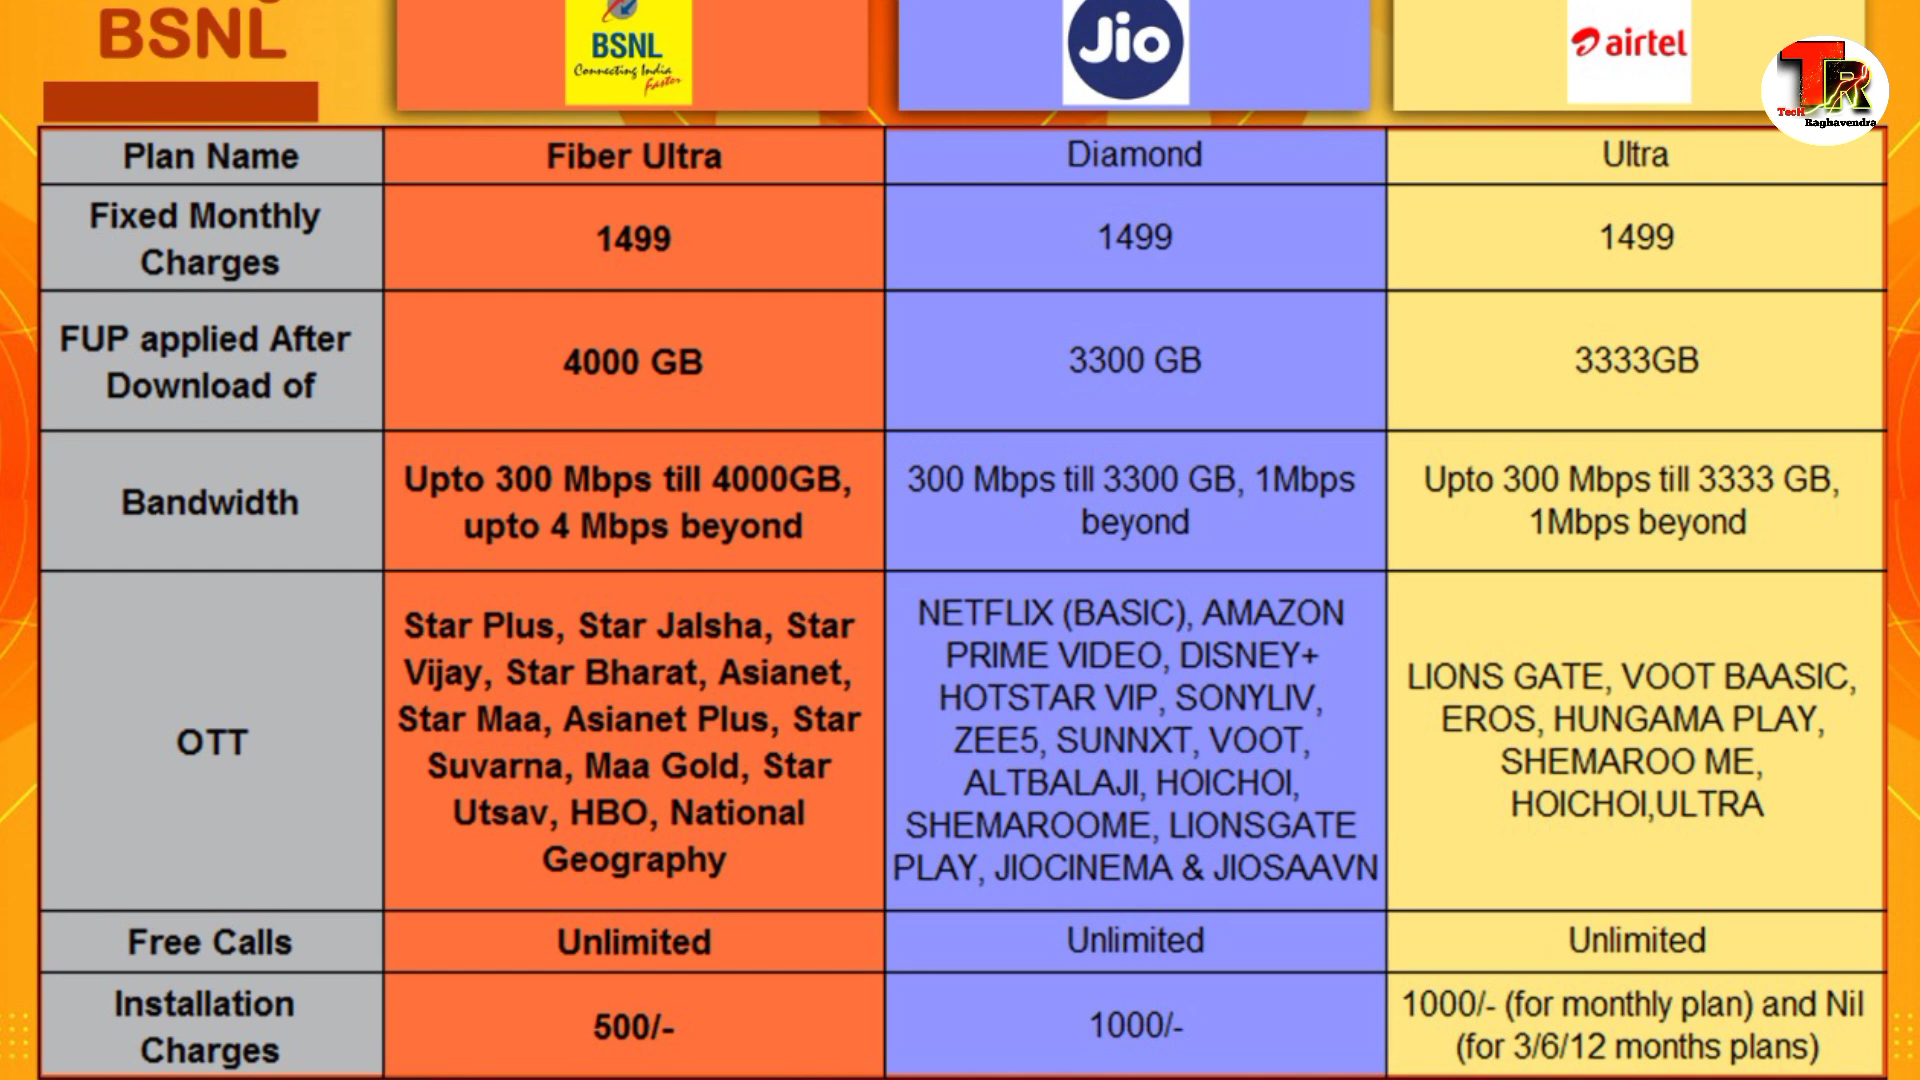 BSNL
BSNL
Connecting India
Faster
Jio
airtel
TR
TecH
Raghavendra
Plan Name
Fiber Ultra
Diamond
Ultra
Fixed Monthly
Charges
1499
1499
1499
FUP applied After
Download of
4000 GB
3300 GB
3333GB
Bandwidth
Upto 300 Mbps till 4000GB,
upto 4 Mbps beyond
300 Mbps till 3300 GB, 1Mbps
beyond
Upto 300 Mbps till 3333 GB,
1Mbps beyond
OTT
Star Plus, Star Jalsha, Star
Vijay, Star Bharat, Asianet,
Star Maa, Asianet Plus, Star
Suvarna, Maa Gold, Star
Utsav, HBO, National
Geography
NETFLIX (BASIC), AMAZON
PRIME VIDEO, DISNEY+
HOTSTAR VIP, SONYLIV,
ZEE5, SUNNXT, VOOT,
ALTBALAJI, HOICHOI,
SHEMAROOME, LIONSGATE
PLAY, JIOCINEMA & JIOSAAVN
LIONS GATE, VOOT BAASIC,
EROS, HUNGAMA PLAY,
SHEMAROO ME,
HOICHOI,ULTRA
Free Calls
Unlimited
Unlimited
Unlimited
Installation
Charges
500/-
1000/-
1000/- (for monthly plan) and Nil
(for 3/6/12 months plans)